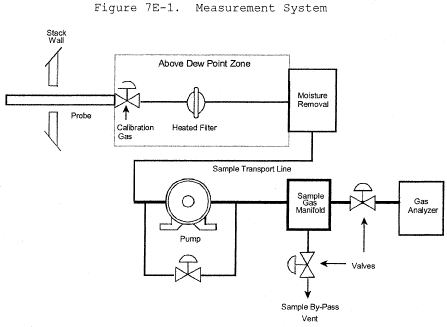 Figure 7E-1. Measurement System
Stack
Wall
Above Dew Point Zone
Moisture
Removal
Probe
Calibration
Gas
Heated Filter
Sample Transport Line
Sample
Gas
Manifold
Gas
Analyzer
Pump
Valves
Sample By-Pass
Vent